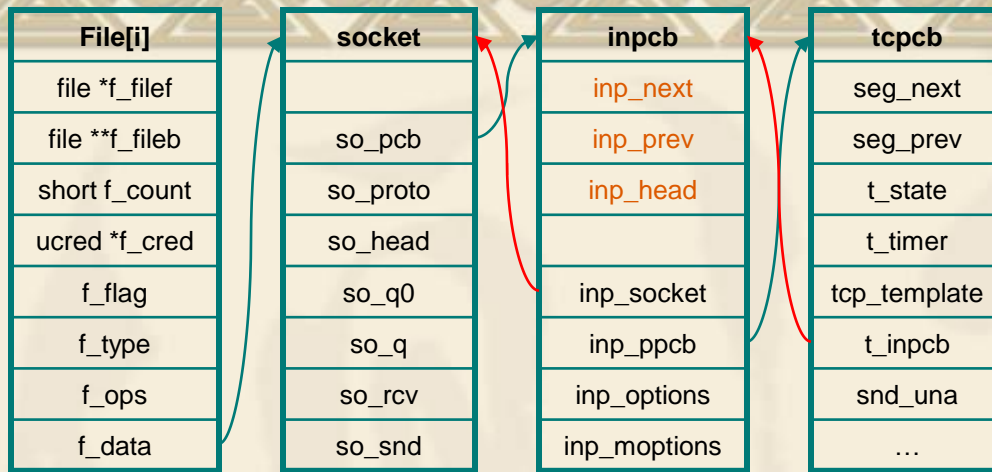 File[i]
file *f_filef
file **f_fileb
short f_count
ucred *f_cred
f_flag
f_type
f_ops
f_data
socket
so_pcb
so_proto
so_head
so_q0
so_q
so_rcv
so_snd
inpcb
inp_next
inp_prev
inp_head
inp_socket
inp_ppcb
inp_options
inp_moptions
tcpcb
seg_next
seg_prev
t_state
t_timer
tcp_template
t_inpcb
snd_una
…